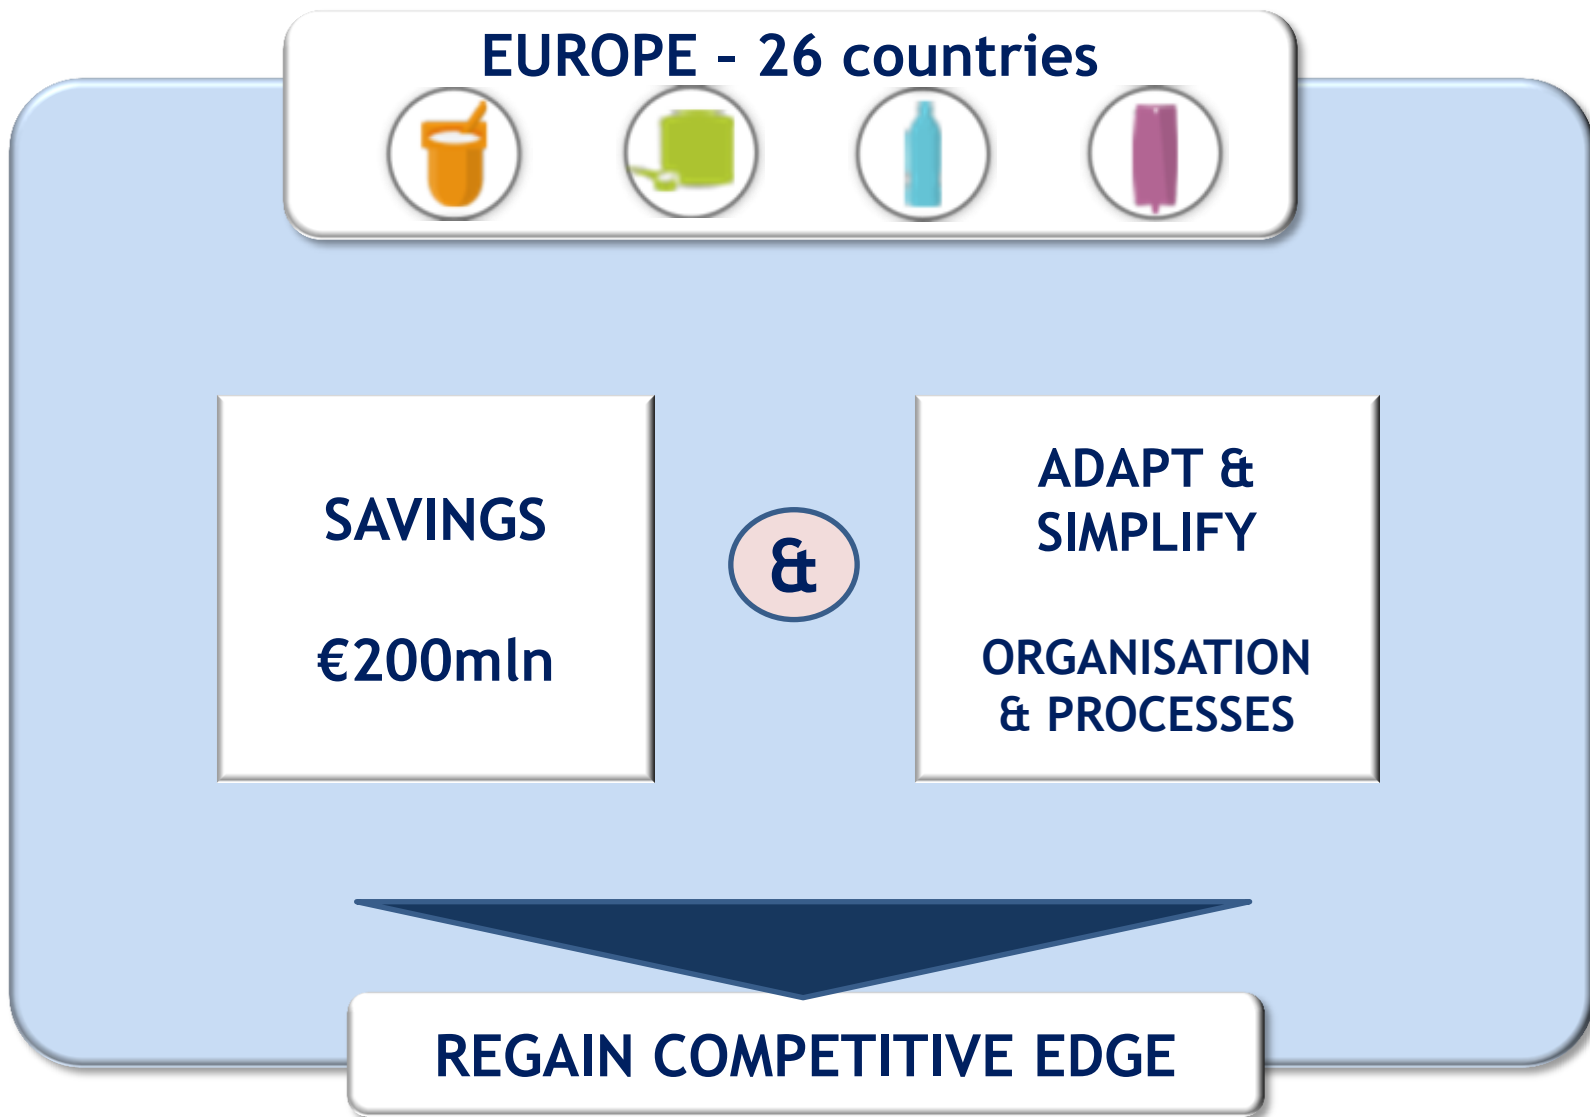 EUROPE – 26 countries
SAVINGS
€200mln
&
ADAPT &
SIMPLIFY
ORGANISATION
& PROCESSES
REGAIN COMPETITIVE EDGE